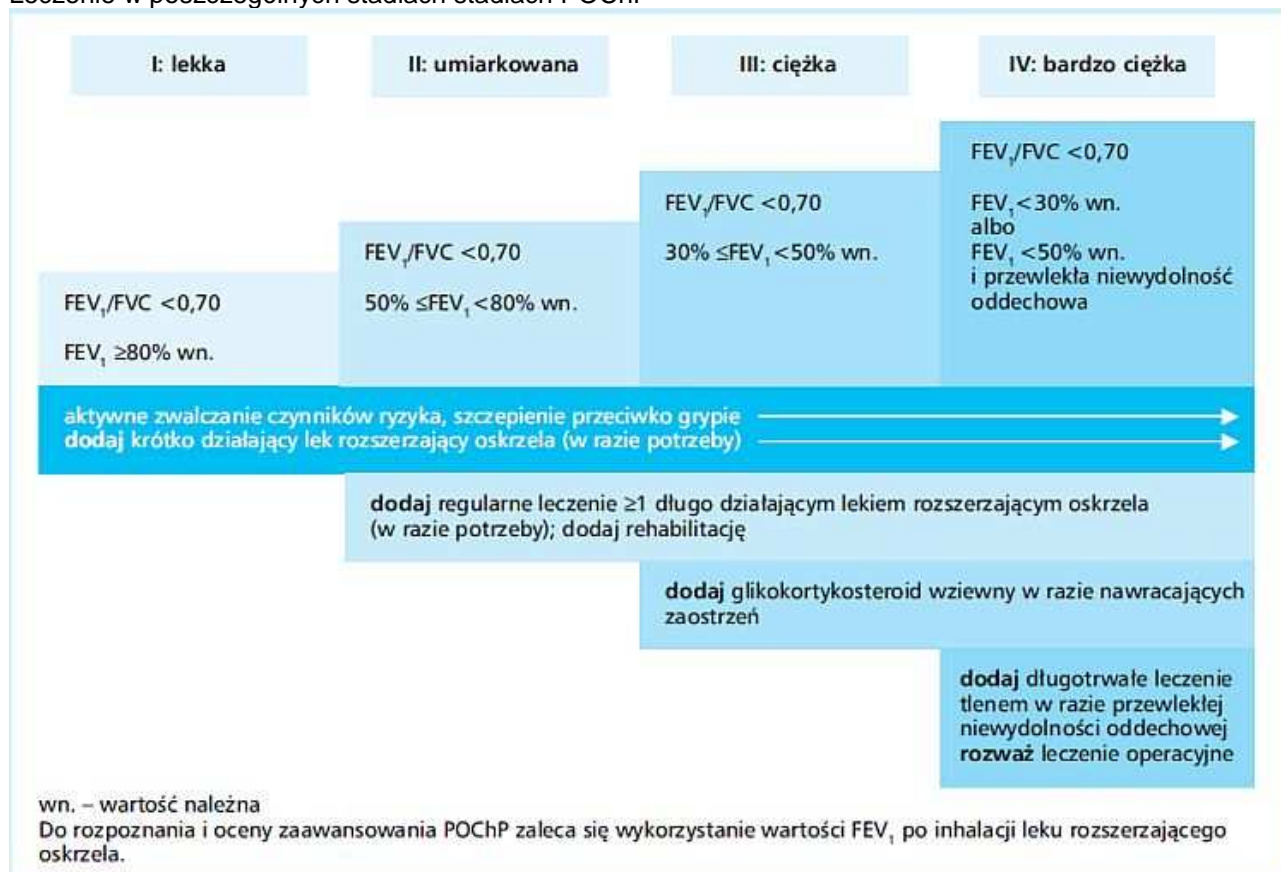 Leczenie w poszczególnych stadiach stadiach POChP
I: lekka
II: umiarkowana
III: ciężka
IV: bardzo ciężka
FEV₁/FVC <0,70
FEV₁ ≥80% wn.
FEV₁/FVC <0,70
50% ≤FEV₁ <80% wn.
FEV₁/FVC <0,70
30% ≤FEV₁ <50% wn.
FEV₁/FVC <0,70
FEV₁ <30% wn.
albo
FEV₁ <50% wn.
i przewlekła niewydolność
oddechowa
aktywne zwalczanie czynników ryzyka, szczepienie przeciwko grypie
dodaj krótko działający lek rozszerzający oskrzela (w razie potrzeby)
dodaj regularne leczenie ≥1 długo działającym lekiem rozszerzającym oskrzela
(w razie potrzeby); dodaj rehabilitację
dodaj glikokortykosteroid wziewny w razie nawracających
zaostrzeń
dodaj długotrwałe leczenie
tlenem w razie przewlekłej
niewydolności oddechowej
rozważ leczenie operacyjne
wn. – wartość należna
Do rozpoznania i oceny zaawansowania POChP zaleca się wykorzystanie wartości FEV₁ po inhalacji leku rozszerzającego
oskrzela.